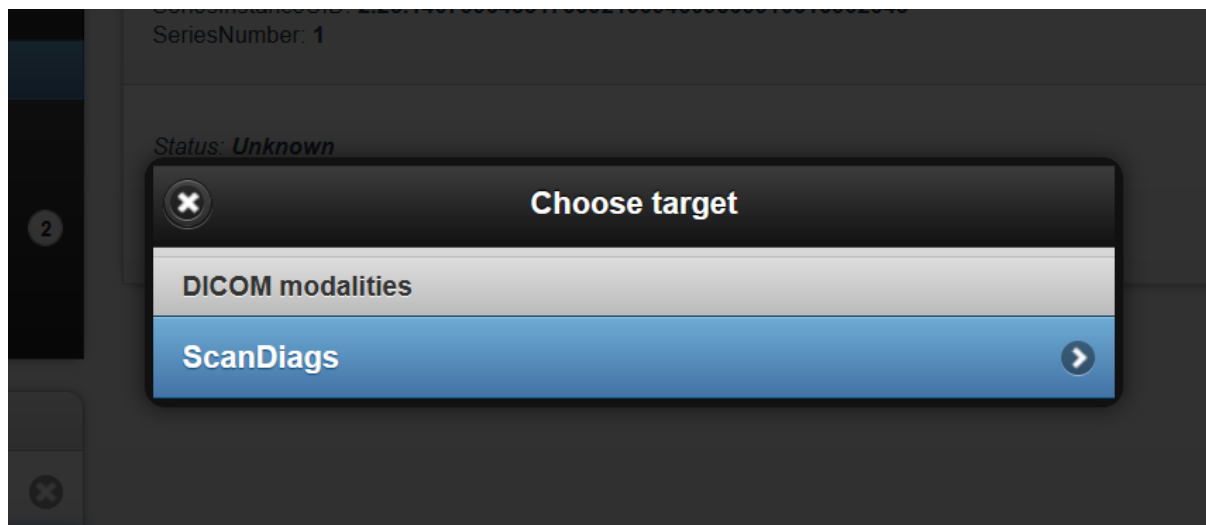 SeriesNumber: 1
Status: Unknown
Choose target
2
DICOM modalities
ScanDiags